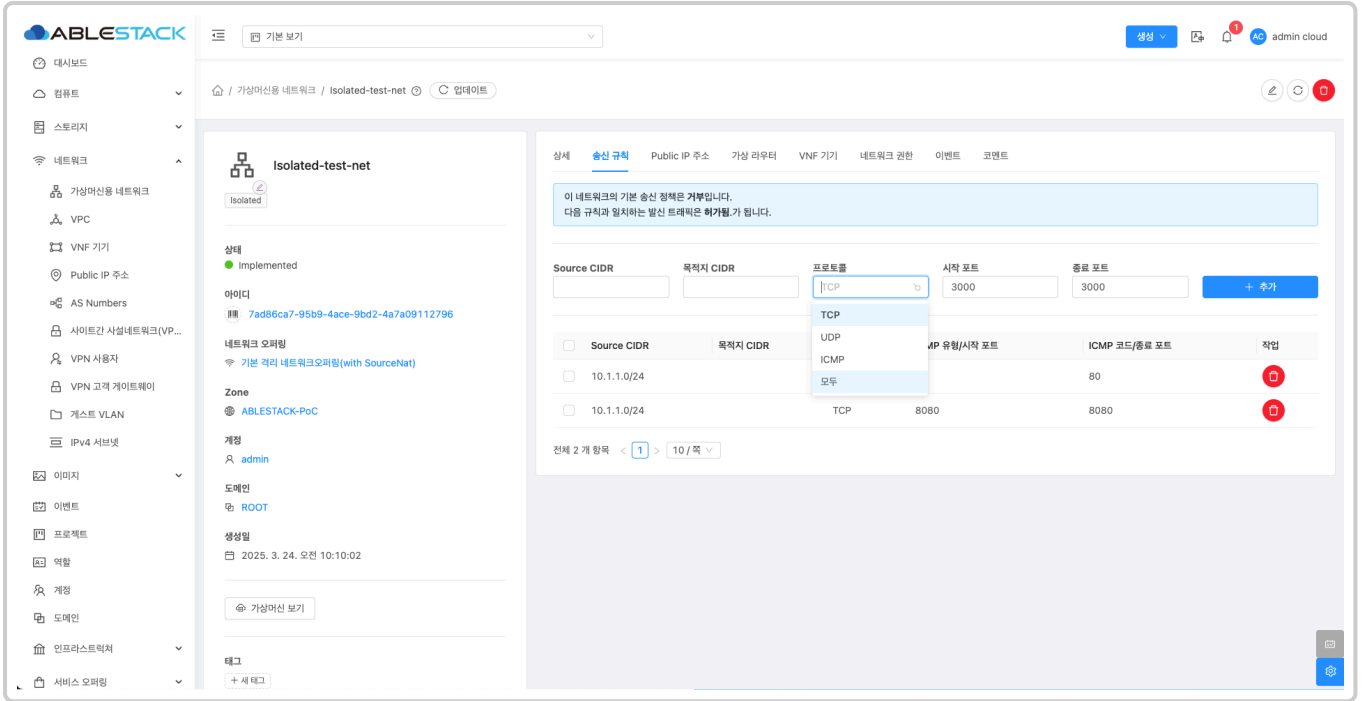 ABLESTACK
기본 보기
생성
1
AC
admin cloud
대시보드
컴퓨트
스토리지
네트워크
가상머신용 네트워크
VPC
VNF 기기
Public IP 주소
AS Numbers
사이트간 사설네트워크(VP...
VPN 사용자
VPN 고객 게이트웨이
게스트 VLAN
IPv4 서브넷
이미지
이벤트
프로젝트
역할
계정
도메인
인프라스트럭쳐
서비스 오퍼링
/ 가상머신용 네트워크 / Isolated-test-net
업데이트
Isolated-test-net
Isolated
상태
Implemented
아이디
7ad86ca7-95b9-4ace-9bd2-4a7a09112796
네트워크 오퍼링
기본 격리 네트워크오퍼링(with SourceNat)
Zone
ABLESTACK-PoC
계정
admin
도메인
ROOT
생성일
2025. 3. 24. 오전 10:10:02
가상머신 보기
태그
+ 새 태그
상세 송신 규칙 Public IP 주소 가상 라우터 VNF 기기 네트워크 권한 이벤트 코멘트
이 네트워크의 기본 송신 정책은 거부입니다.
다음 규칙과 일치하는 발신 트래픽은 허가됨.가 됩니다.
Source CIDR 목적지 CIDR 프로토콜 시작 포트 종료 포트
TCP 3000 3000 + 추가
TCP
UDP
ICMP
모두
Source CIDR 목적지 CIDR MP 유형/시작 포트 ICMP 코드/종료 포트 작업
10.1.1.0/24 80
10.1.1.0/24 TCP 8080 8080
전체 2 개 항목 < 1 > 10 / 쪽